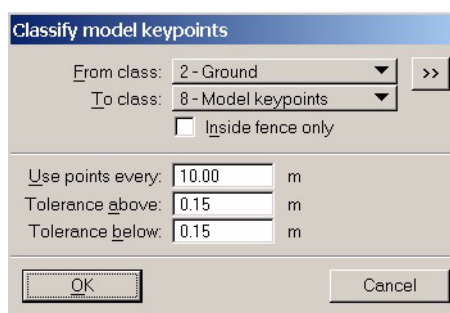 Classify model keypoints
From class: 2 - Ground >>
To class: 8 - Model keypoints
Inside fence only
Use points every: 10.00 m
Tolerance above: 0.15 m
Tolerance below: 0.15 m
OK Cancel